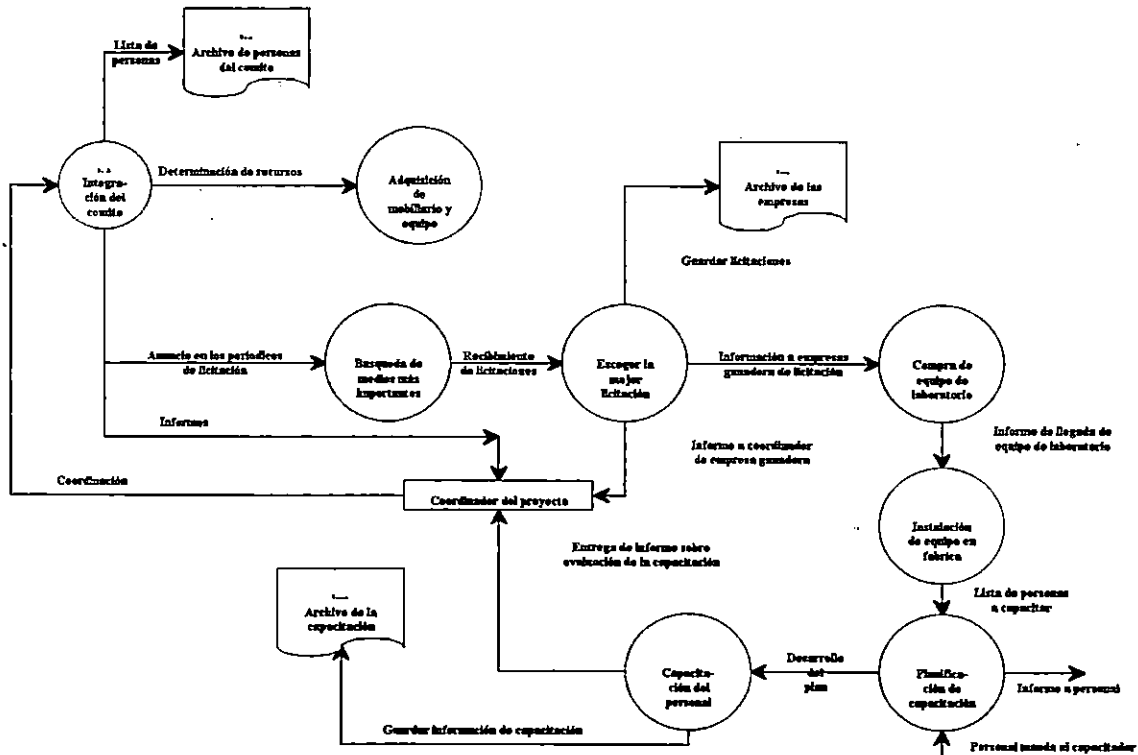 Lista de
personas
Archivo de personas
del comite
Integra-
ción del
comite
Determinación de recursos
Adquisición
de
mobiliario y
equipo
Archivo de las
empresas
Guardar licitaciones
Anuncio en los periodicos
de licitación
Busqueda de
medios más
importantes
Recibimiento
de licitaciones
Escoger la
mejor
licitación
Información a empresas
ganadora de licitación
Compra de
equipo de
laboratorio
Informes
Informe a coordinador
de empresa ganadora
Informe de llegada de
equipo de laboratorio
Coordinación
Coordinador del proyecto
Instalación
de equipo en
fabrica
Entrega de informe sobre
evaluación de la capacitación
Lista de personas
a capacitar
Archivo de la
capacitación
Capacita-
ción del
personal
Desarrollo
del
plan
Planifica-
ción de
capacitación
Informe a personal
Guardar información de capacitación
Personal manda al capacitador